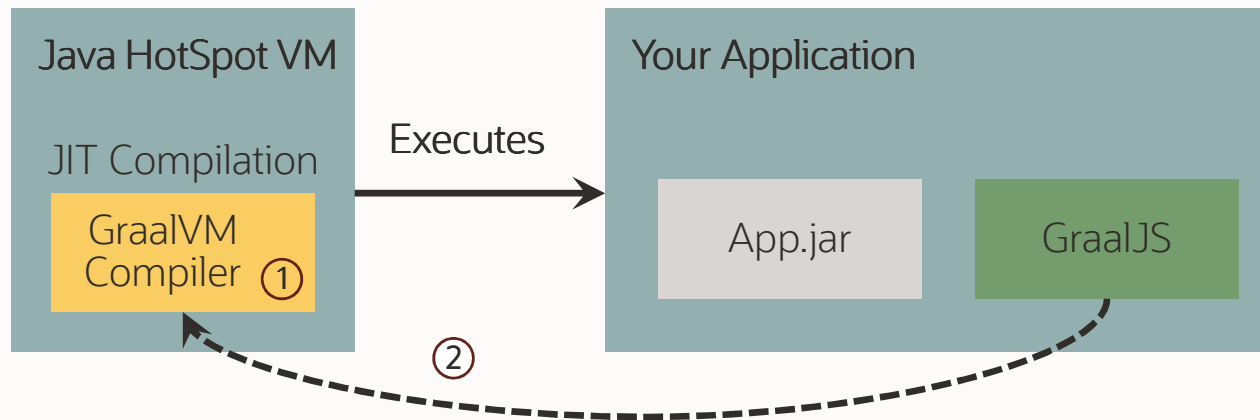 Java HotSpot VM
JIT Compilation
GraalVM
Compiler
1
Executes
2
Your Application
App.jar
GraalJS